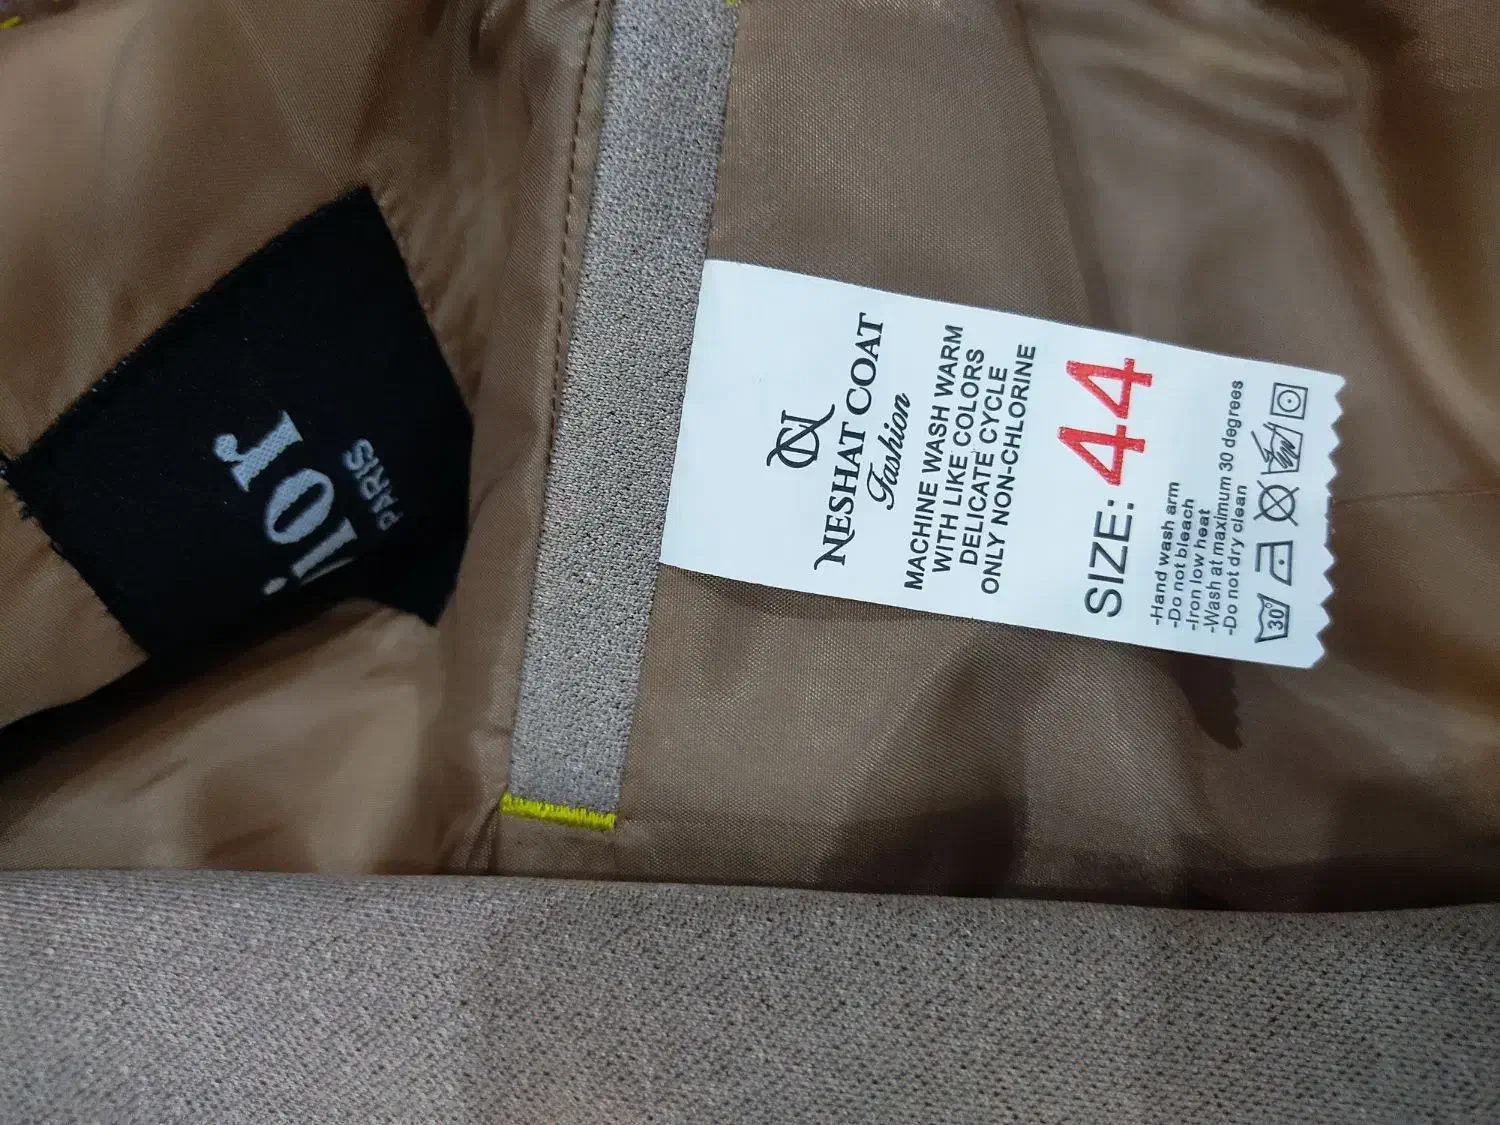 ior
PARIS
NESHAT COAT
Fashion
MACHINE WASH WARM
WITH LIKE COLORS
DELICATE CYCLE
ONLY NON-CHLORINE
SIZE: 44
-Hand wash arm
-Do not bleach
-Iron low heat
-Wash at maximum 30 degrees
-Do not dry clean
30°